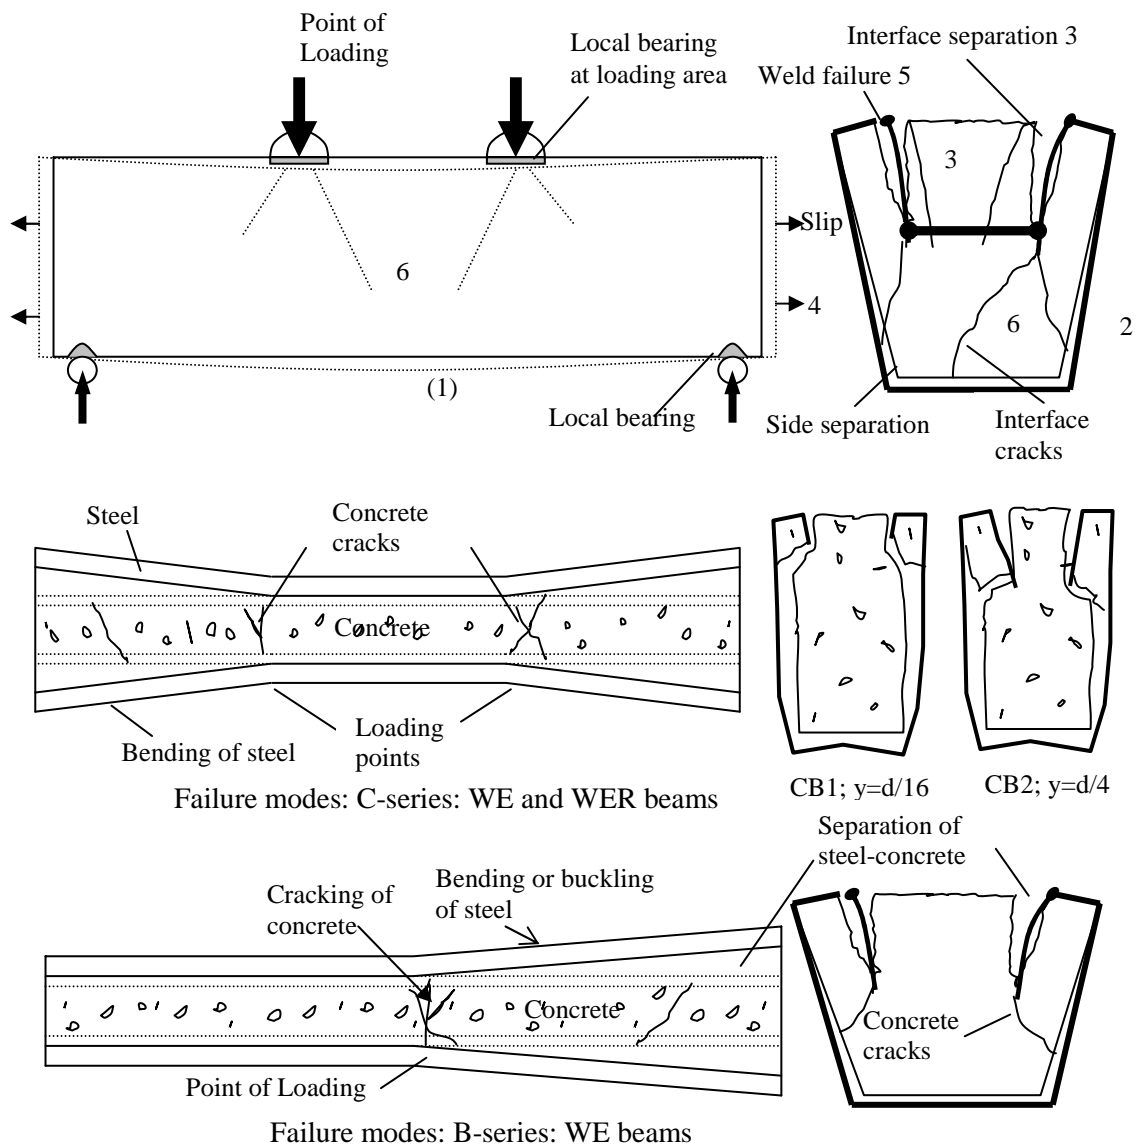 Point of
Loading
Local bearing
at loading area
Interface separation 3
Weld failure 5
3
Slip
6
4
6
2
(1)
Local bearing
Side separation
Interface
cracks
Steel
Concrete
cracks
Concrete
Bending of steel
Loading
points
CB1; y=d/16
CB2; y=d/4
Failure modes: C-series: WE and WER beams
Separation of
steel-concrete
Bending or buckling
of steel
Cracking of
concrete
Concrete
Concrete
cracks
Point of Loading
Failure modes: B-series: WE beams